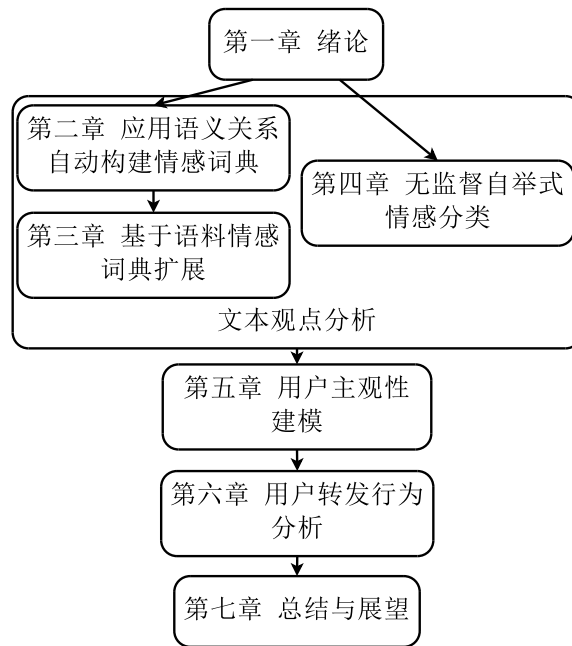 第一章 绪论
第二章 应用语义关系
自动构建情感词典
第四章 无监督自举式
情感分类
第三章 基于语料情感
词典扩展
文本观点分析
第五章 用户主观性
建模
第六章 用户转发行为
分析
第七章 总结与展望